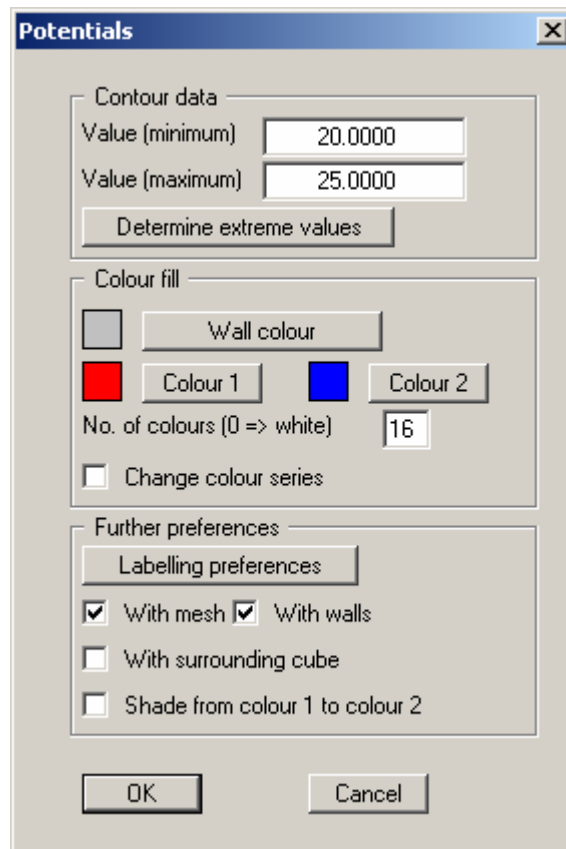 Potentials
Contour data
Value (minimum) 20.0000
Value (maximum) 25.0000
Determine extreme values
Colour fill
Wall colour
Colour 1 Colour 2
No. of colours (0 => white) 16
Change colour series
Further preferences
Labelling preferences
With mesh With walls
With surrounding cube
Shade from colour 1 to colour 2
OK Cancel